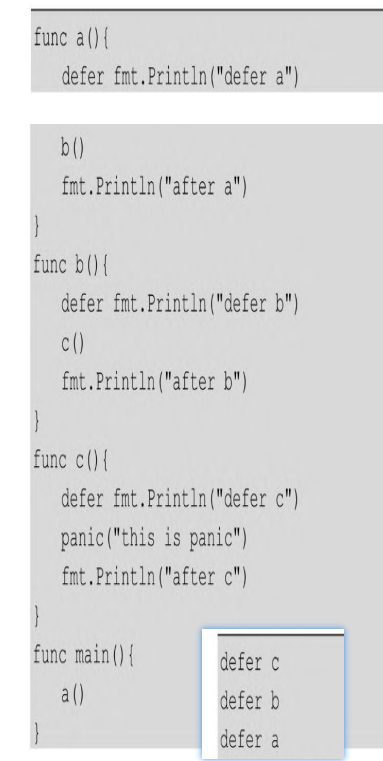 func a(){
defer fmt.Println("defer a")
b()
fmt.Println("after a")
}
func b(){
defer fmt.Println("defer b")
c()
fmt.Println("after b")
}
func c(){
defer fmt.Println("defer c")
panic("this is panic")
fmt.Println("after c")
}
func main(){
a()
}
defer c
defer b
defer a